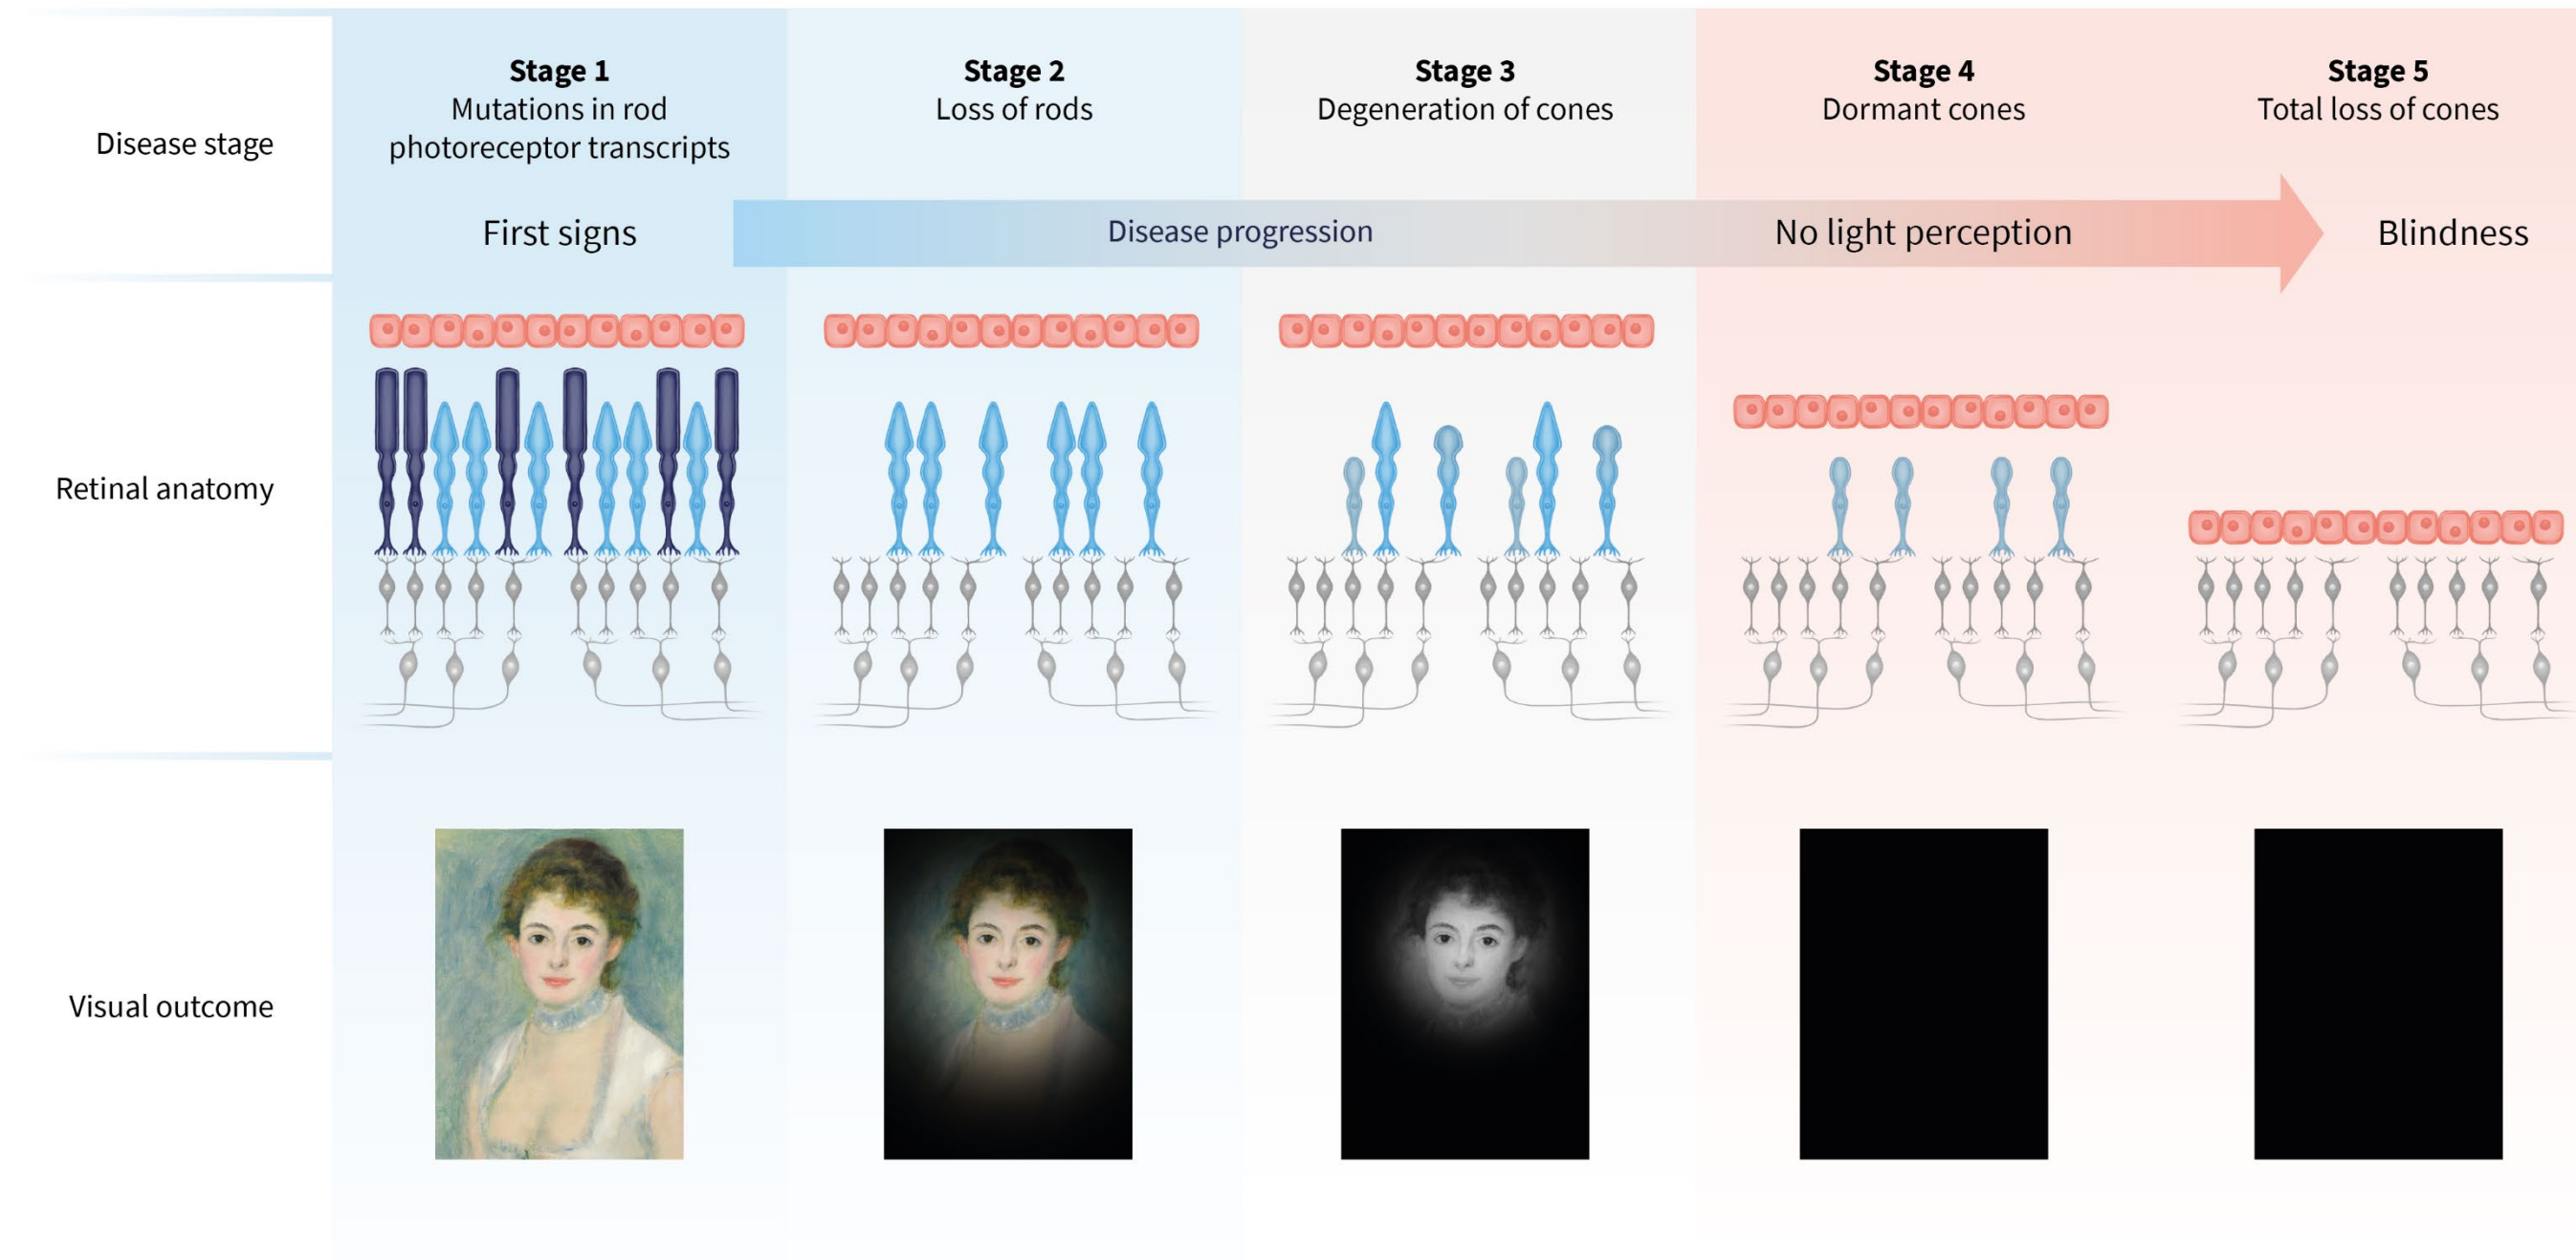 Disease stage
Stage 1
Mutations in rod
photoreceptor transcripts
Stage 2
Loss of rods
Stage 3
Degeneration of cones
Stage 4
Dormant cones
Stage 5
Total loss of cones
First signs
Disease progression
No light perception
Blindness
Retinal anatomy
Visual outcome